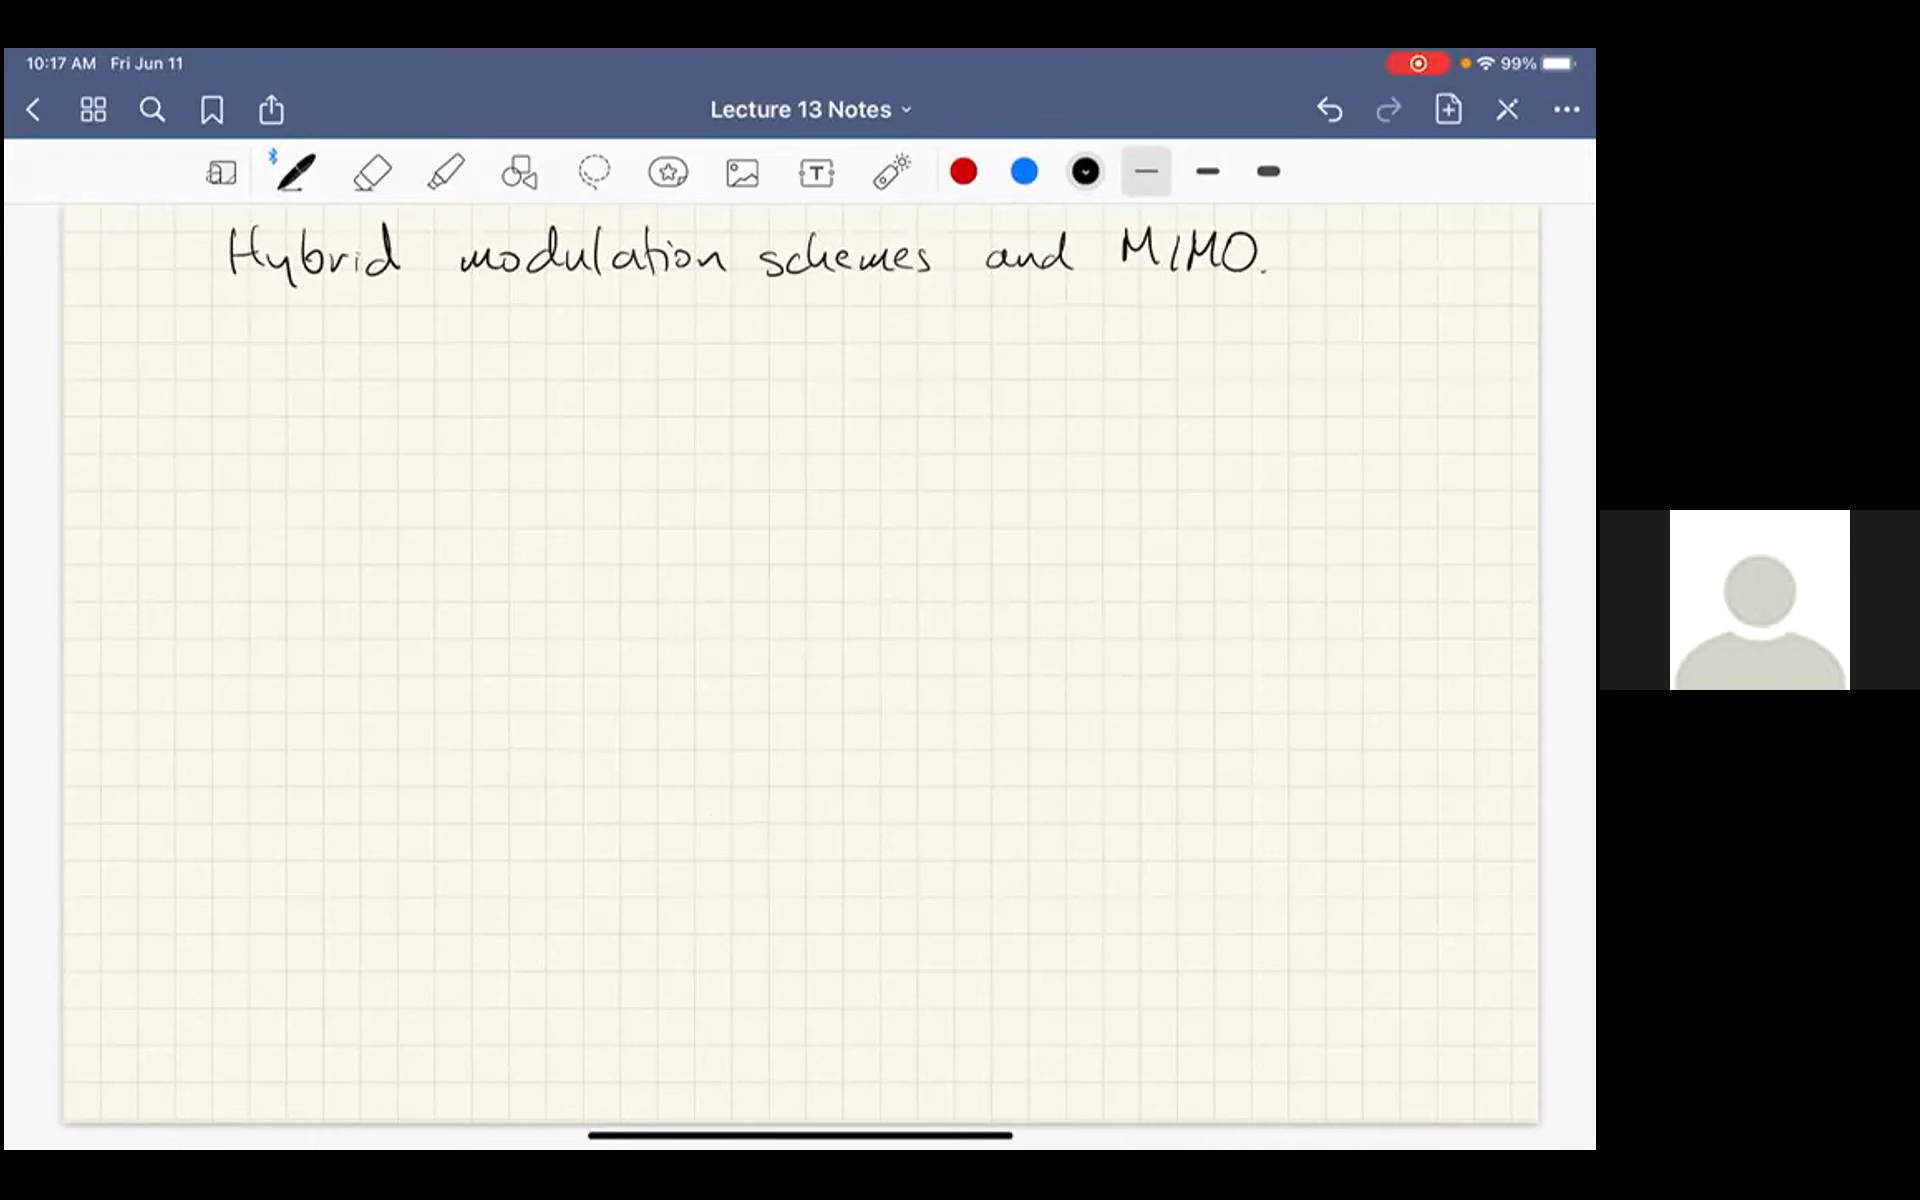 10:17 AM Fri Jun 11
99%
Lecture 13 Notes
Hybrid modulation schemes and MIMO.